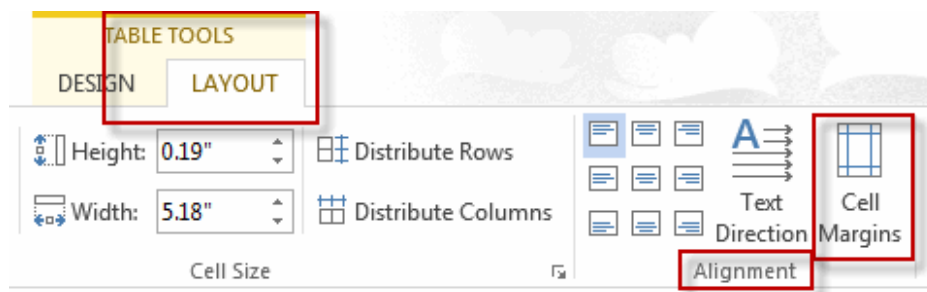 TABLE TOOLS
DESIGN LAYOUT
Height: 0.19" Distribute Rows
Width: 5.18" Distribute Columns
Text Direction
Cell Margins
Cell Size Alignment